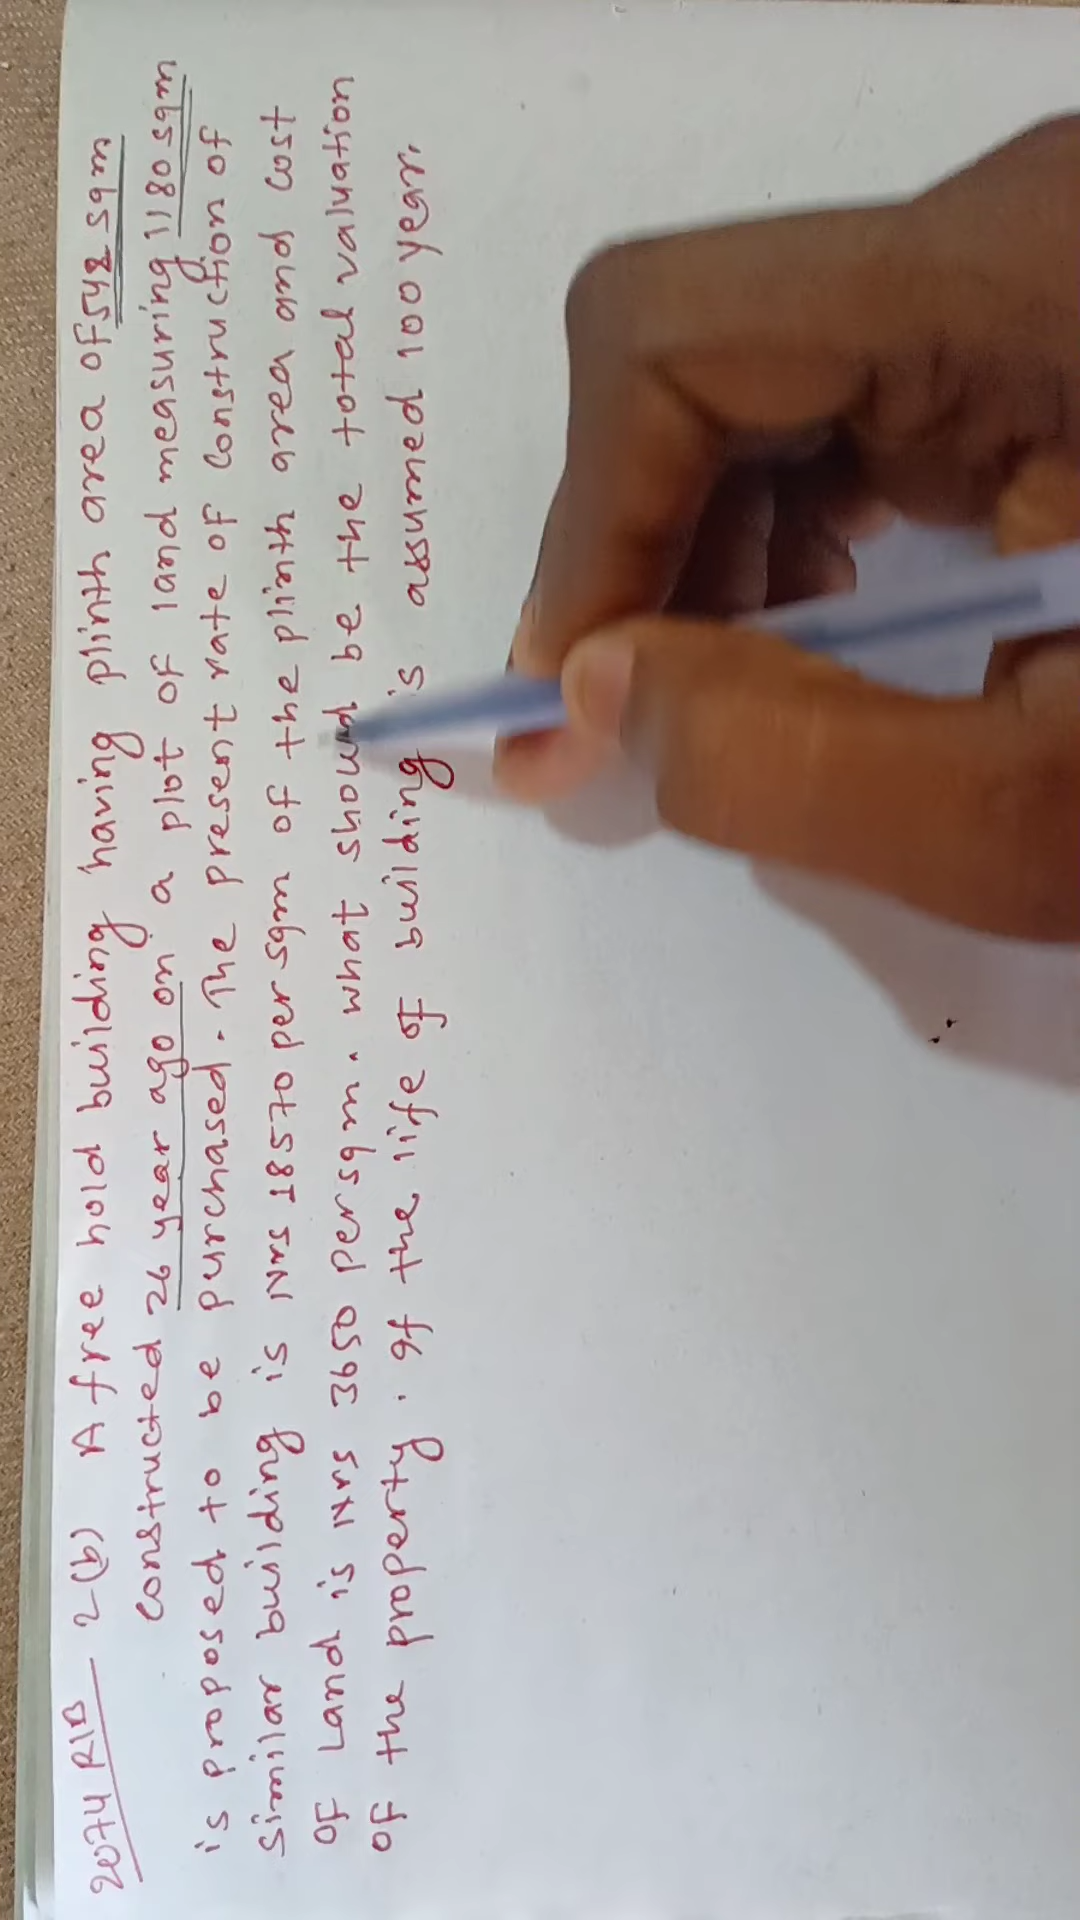 2074 RIB 2(b) A free hold building having plinth area of 542 sqm
constructed 26 year ago on a plot of land measuring 1180 sqm
is proposed to be purchased. The present rate of construction of
similar building is Nrs 18570 per sqm of the plinth area and cost
of Land is Nrs 3650 per sqm. what should be the total valuation
of the property. If the life of building is assumed 100 year.